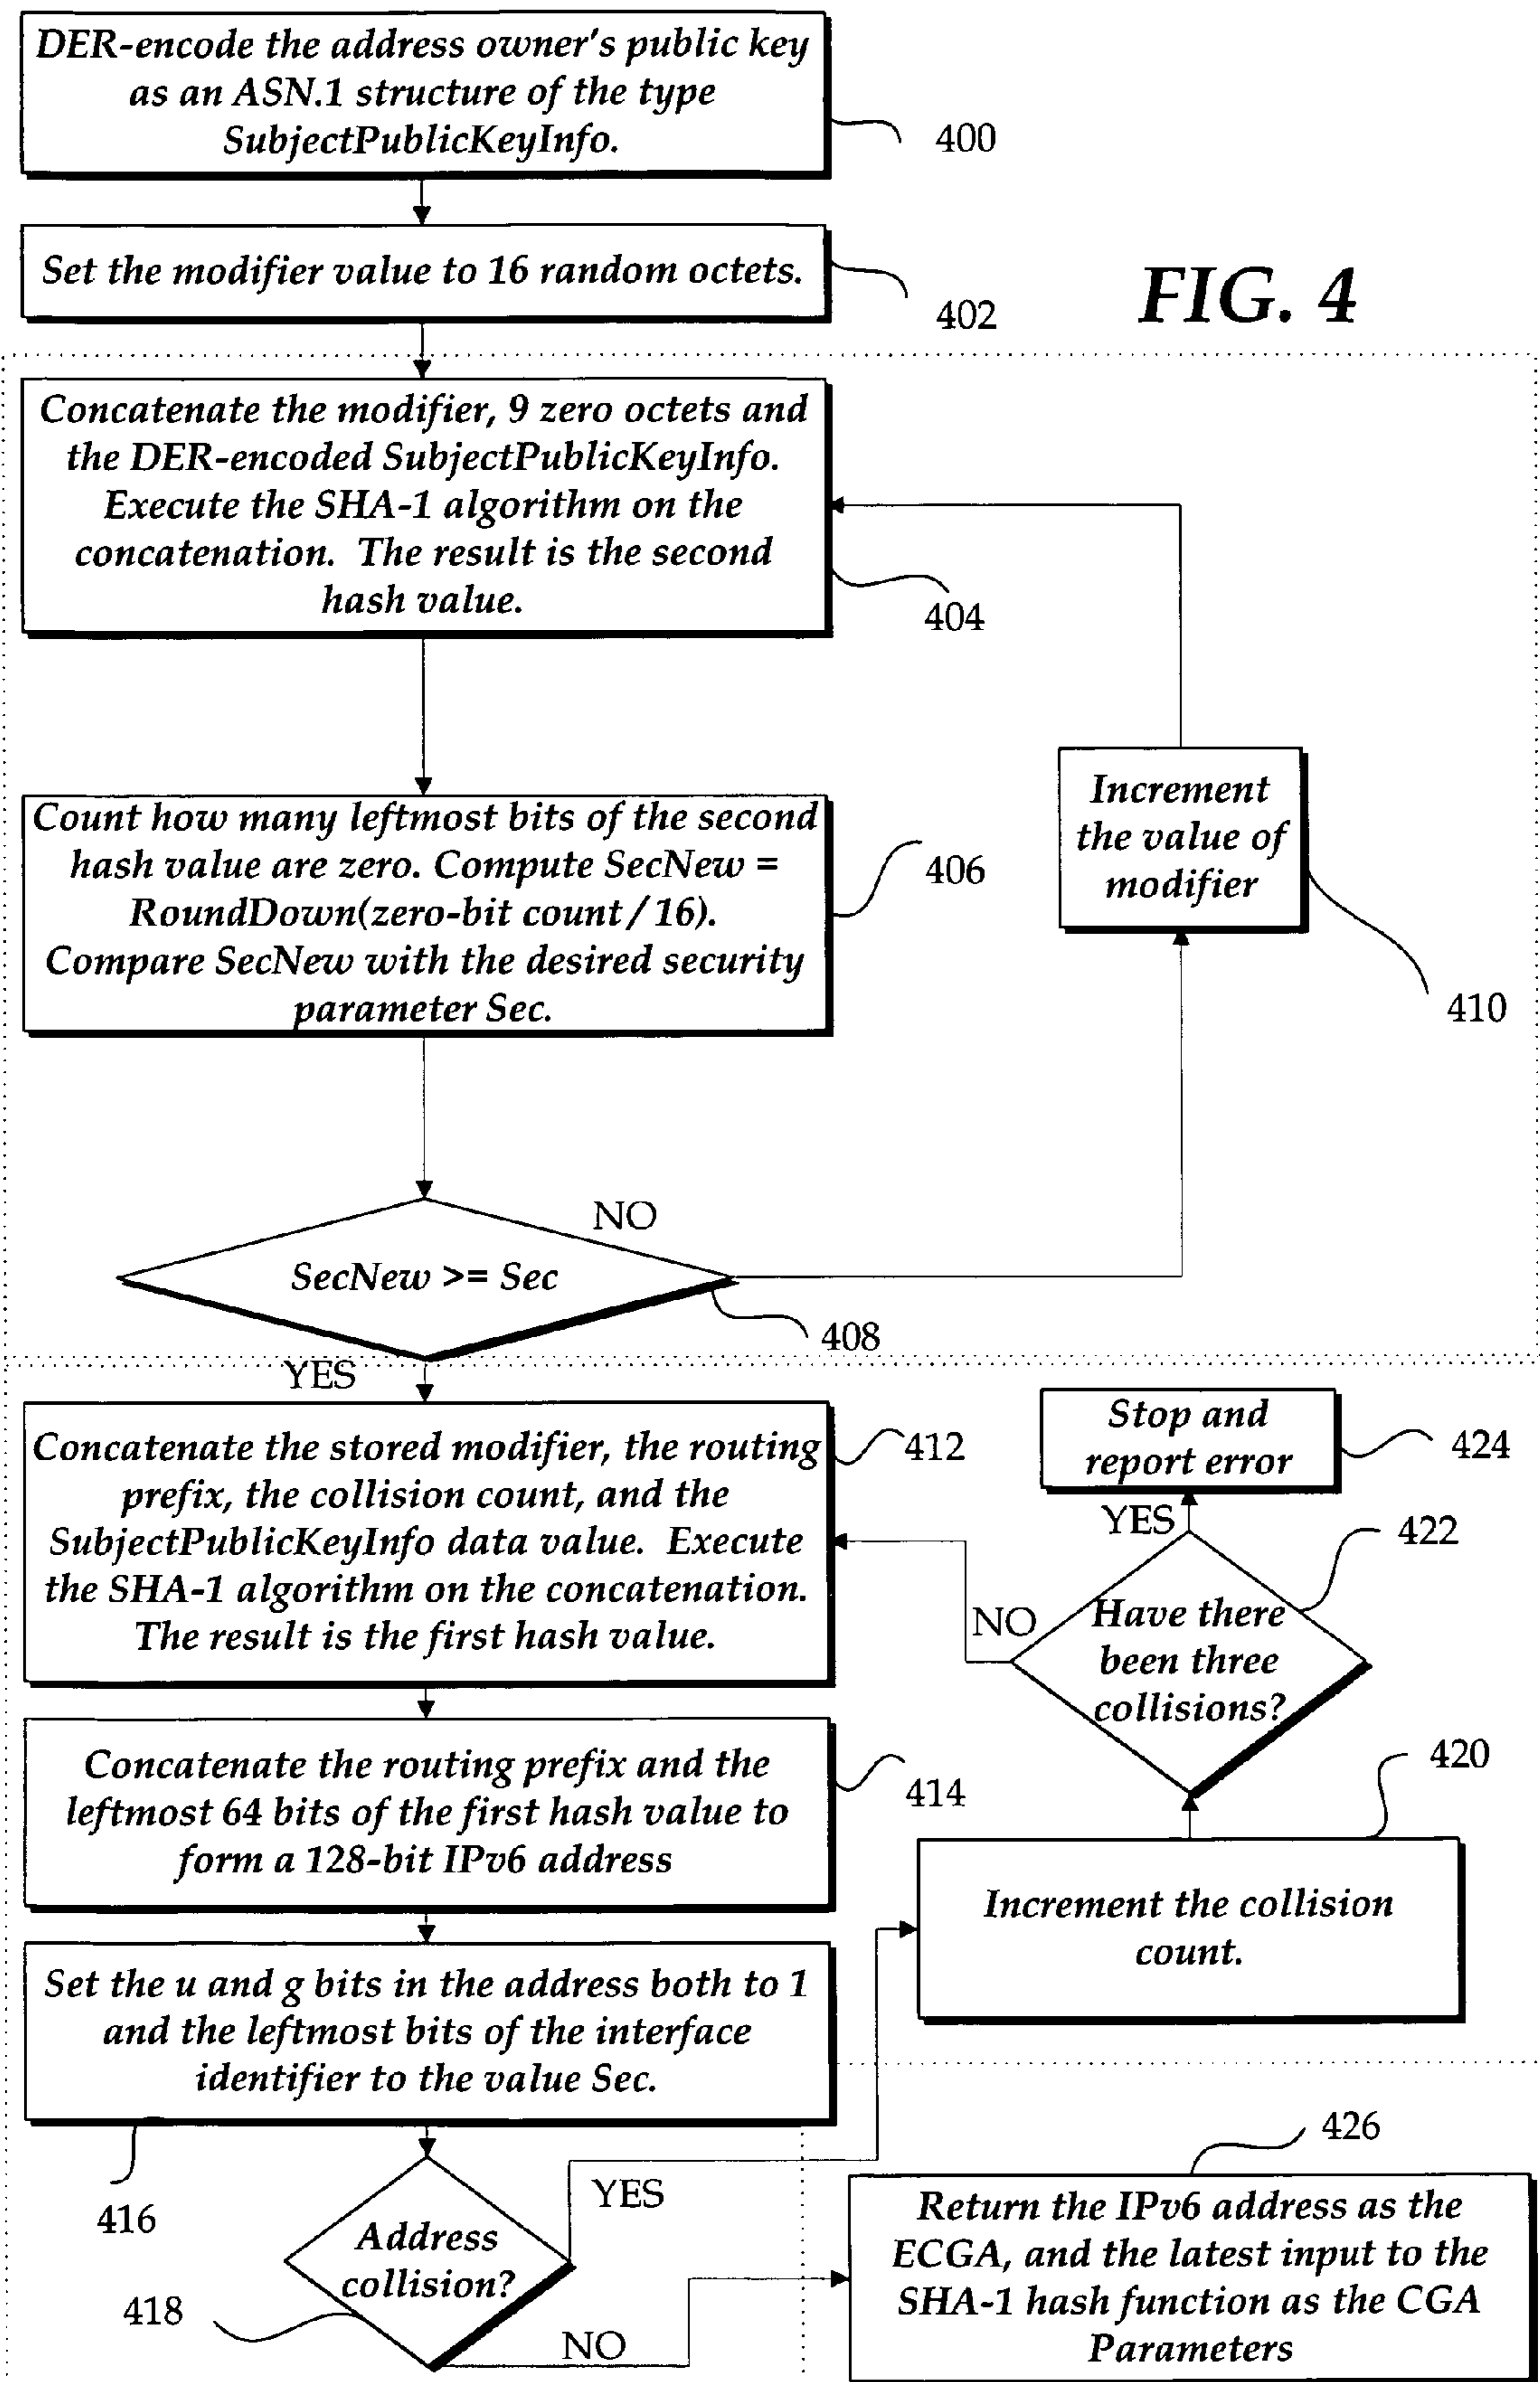 DER-encode the address owner's public key
as an ASN.1 structure of the type
SubjectPublicKeyInfo.
400
Set the modifier value to 16 random octets.
402
FIG. 4
Concatenate the modifier, 9 zero octets and
the DER-encoded SubjectPublicKeyInfo.
Execute the SHA-1 algorithm on the
concatenation. The result is the second
hash value.
404
Count how many leftmost bits of the second
hash value are zero. Compute SecNew =
RoundDown(zero-bit count/16).
Compare SecNew with the desired security
parameter Sec.
406
Increment
the value of
modifier
410
NO
SecNew >= Sec
408
YES
Concatenate the stored modifier, the routing
prefix, the collision count, and the
SubjectPublicKeyInfo data value. Execute
the SHA-1 algorithm on the concatenation.
The result is the first hash value.
412
Stop and
report error
424
YES
422
NO
Have there
been three
collisions?
Concatenate the routing prefix and the
leftmost 64 bits of the first hash value to
form a 128-bit IPv6 address
414
420
Increment the collision
count.
Set the u and g bits in the address both to 1
and the leftmost bits of the interface
identifier to the value Sec.
416
YES
Address
collision?
418
NO
426
Return the IPv6 address as the
ECGA, and the latest input to the
SHA-1 hash function as the CGA
Parameters